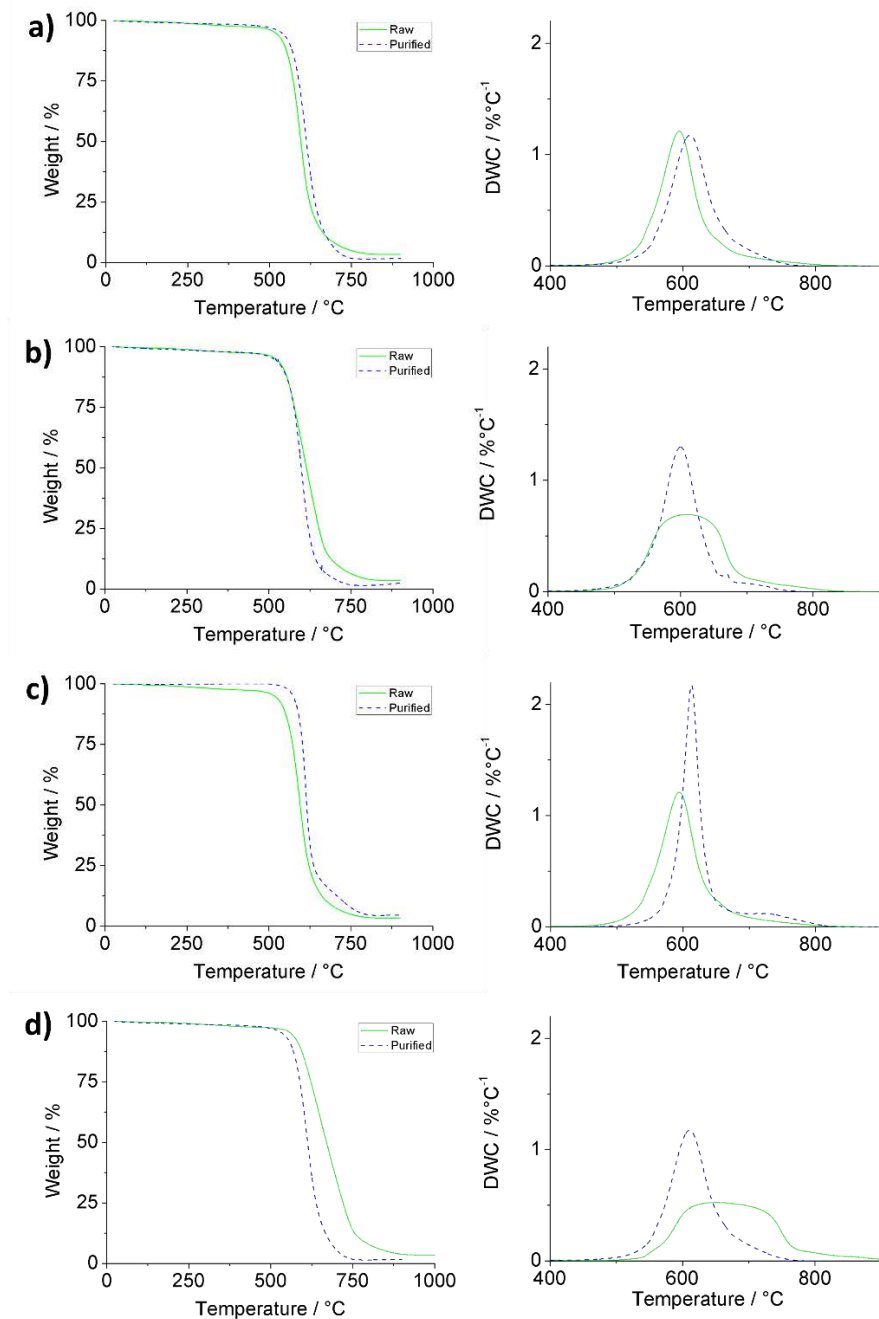 a)
100
75
50
25
0
Weight / %
0 250 500 750 1000
Temperature / °C
Raw
Purified
2
1
0
DWC / %°C⁻¹
400 600 800
Temperature / °C
b)
100
75
50
25
0
Weight / %
0 250 500 750 1000
Temperature / °C
Raw
Purified
2
1
0
DWC / %°C⁻¹
400 600 800
Temperature / °C
c)
100
75
50
25
0
Weight / %
0 250 500 750 1000
Temperature / °C
Raw
Purified
2
1
0
DWC / %°C⁻¹
400 600 800
Temperature / °C
d)
100
75
50
25
0
Weight / %
0 250 500 750 1000
Temperature / °C
Raw
Purified
2
1
0
DWC / %°C⁻¹
400 600 800
Temperature / °C